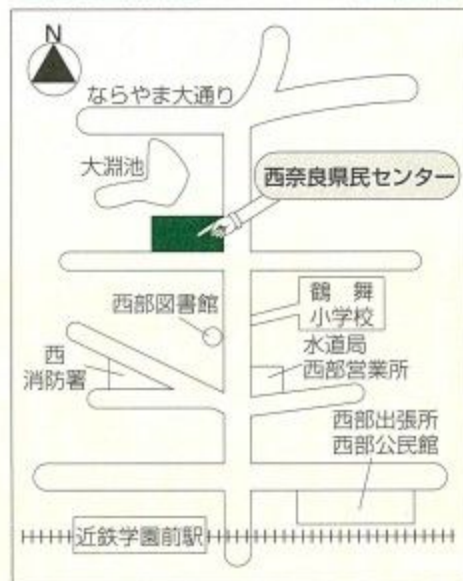 N
ならやま大通り
大淵池
西奈良県民センター
西部図書館
鶴舞
小学校
西
消防署
水道局
西部営業所
西部出張所
西部公民館
近鉄学園前駅